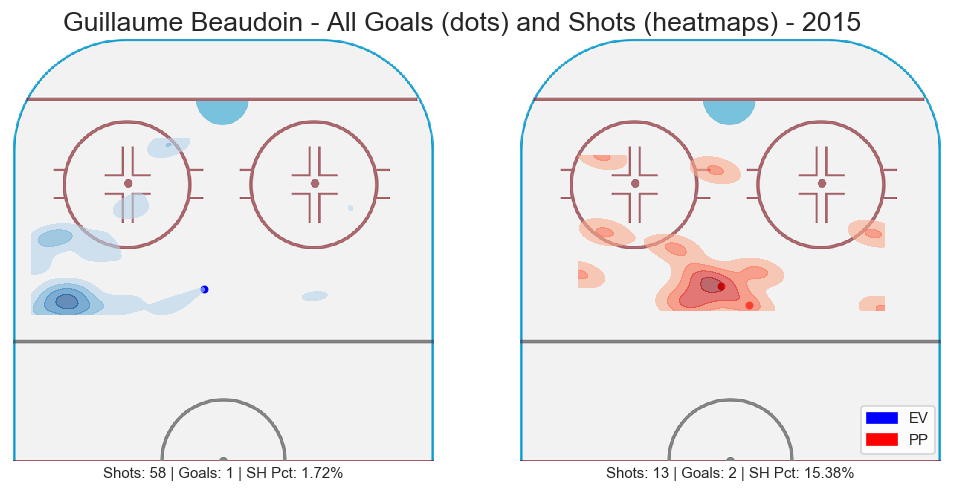 Guillaume Beaudoin - All Goals (dots) and Shots (heatmaps) - 2015
EV
PP
Shots: 58 | Goals: 1 | SH Pct: 1.72%
Shots: 13 | Goals: 2 | SH Pct: 15.38%